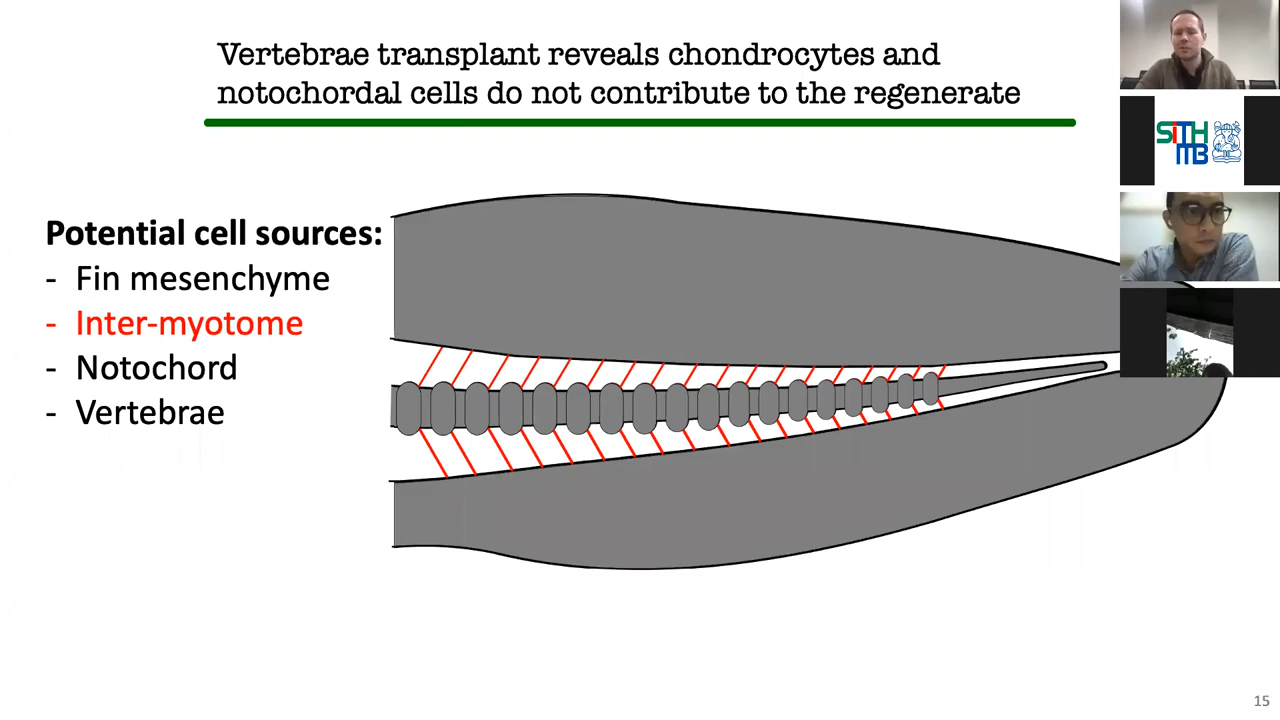 Vertebrae transplant reveals chondrocytes and
notochordal cells do not contribute to the regenerate
Potential cell sources:
- Fin mesenchyme
- Inter-myotome
- Notochord
- Vertebrae
SiTH
MB
15